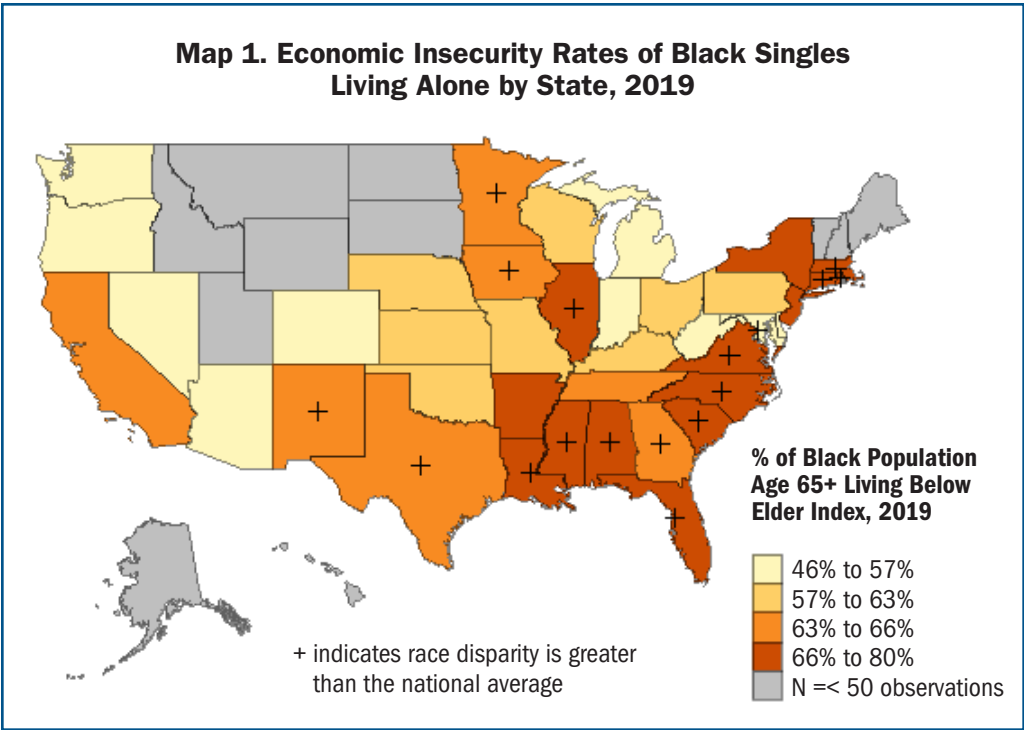 Map 1. Economic Insecurity Rates of Black Singles
Living Alone by State, 2019
% of Black Population
Age 65+ Living Below
Elder Index, 2019
46% to 57%
57% to 63%
63% to 66%
66% to 80%
N =< 50 observations
+ indicates race disparity is greater
than the national average